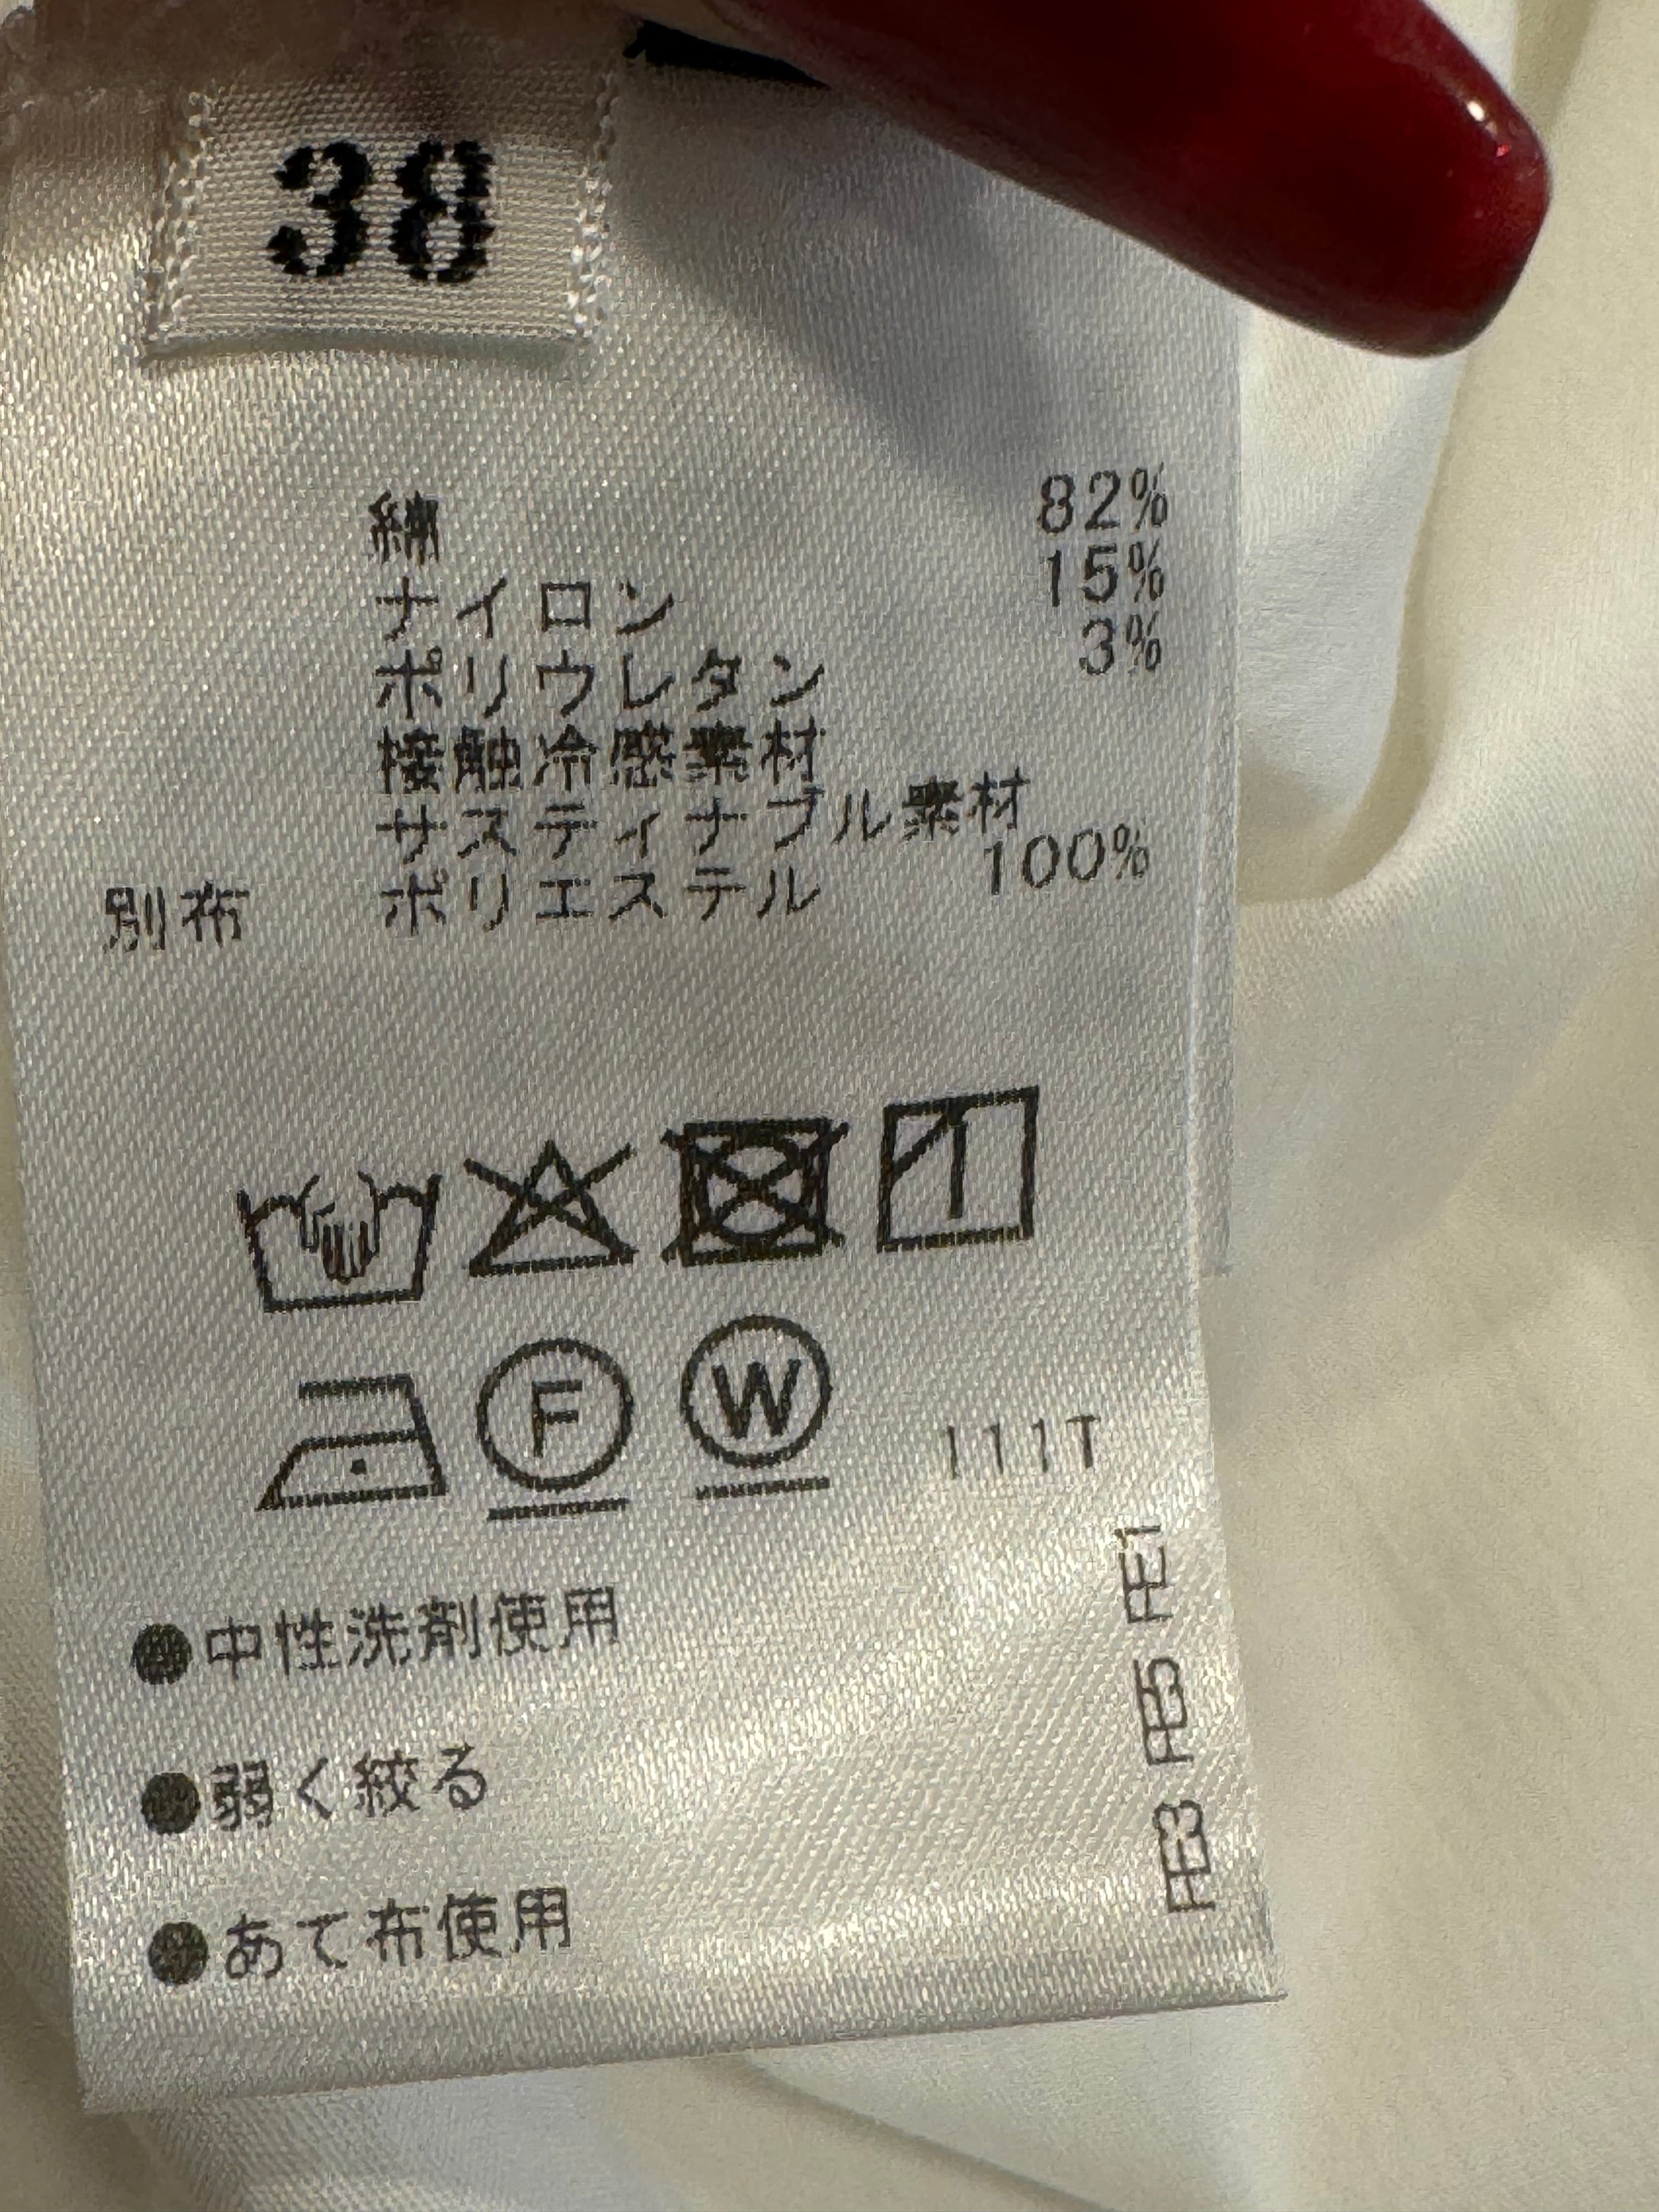 38
綿 82%
ナイロン 15%
ポリウレタン 3%
接触冷感素材
サスティナブル素材
別布 ポリエステル 100%
F W 111T
●中性洗剤使用
●弱く絞る
●あて布使用